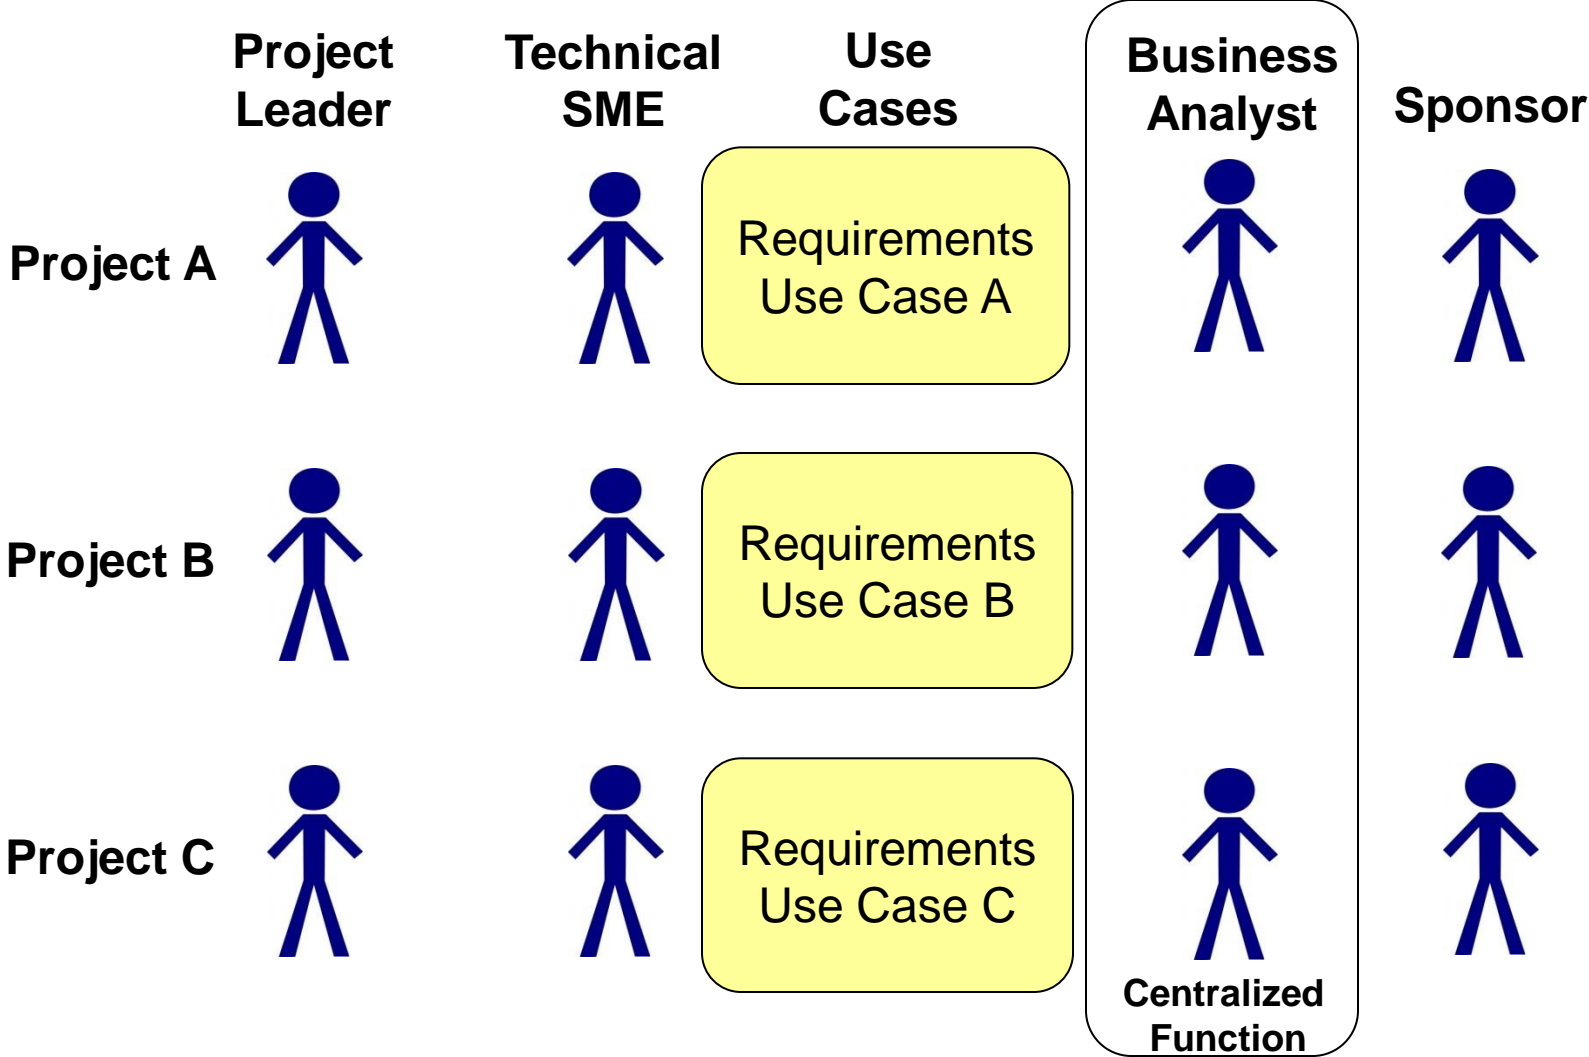 Project
Leader
Technical
SME
Use
Cases
Business
Analyst
Sponsor
Project A
Requirements
Use Case A
Project B
Requirements
Use Case B
Project C
Requirements
Use Case C
Centralized
Function